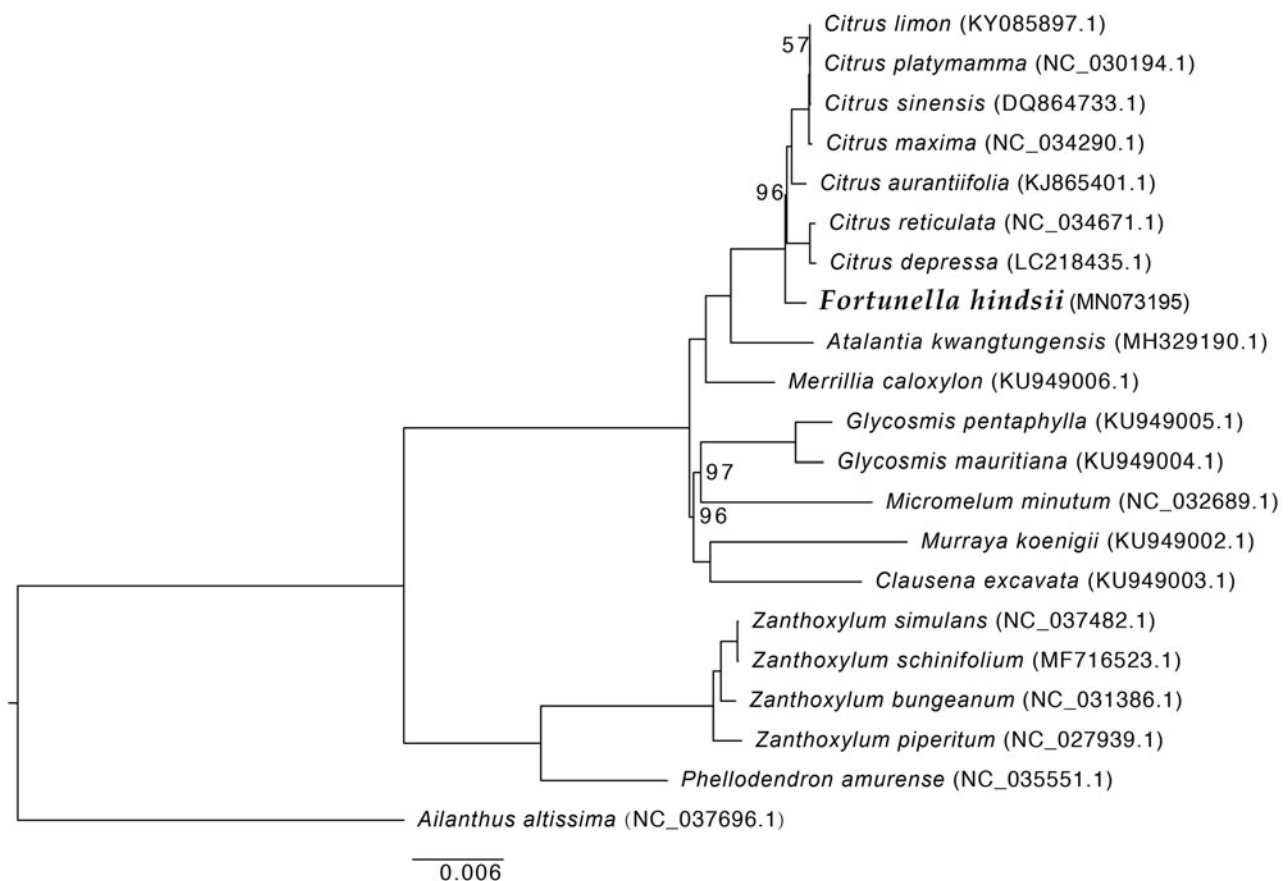 Citrus limon (KY085897.1)
57
Citrus platymamma (NC_030194.1)
Citrus sinensis (DQ864733.1)
Citrus maxima (NC_034290.1)
Citrus aurantiifolia (KJ865401.1)
96
Citrus reticulata (NC_034671.1)
Citrus depressa (LC218435.1)
Fortunella hindsii (MN073195)
Atalantia kwangtungensis (MH329190.1)
Merrillia caloxylon (KU949006.1)
Glycosmis pentaphylla (KU949005.1)
Glycosmis mauritiana (KU949004.1)
97
Micromelum minutum (NC_032689.1)
96
Murraya koenigii (KU949002.1)
Clausena excavata (KU949003.1)
Zanthoxylum simulans (NC_037482.1)
Zanthoxylum schinifolium (MF716523.1)
Zanthoxylum bungeanum (NC_031386.1)
Zanthoxylum piperitum (NC_027939.1)
Phellodendron amurense (NC_035551.1)
Ailanthus altissima (NC_037696.1)
0.006